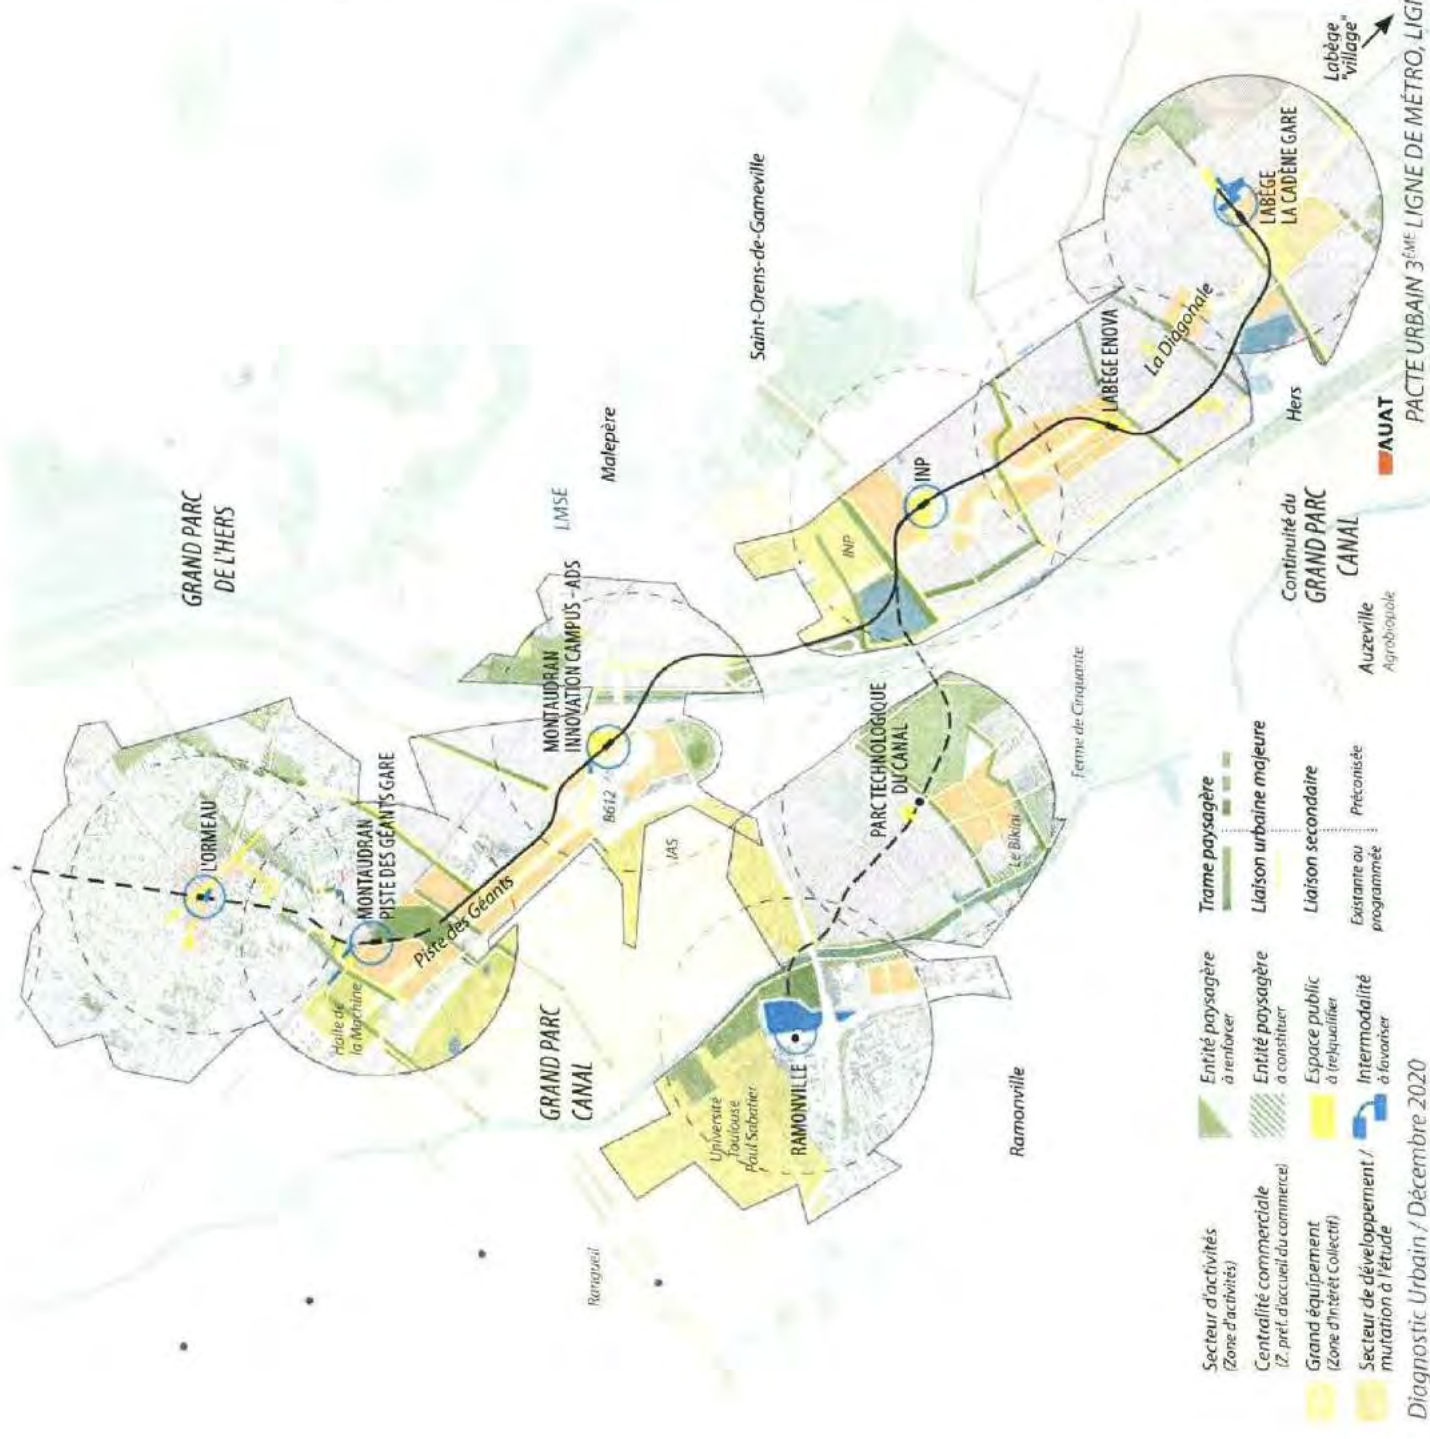 GRAND PARC
DE L'HERS
L'ORMEAU
MONTAUDRAN
PISTE DES GÉANTS GARE
Halle de
la Machine
Piste des Géants
MONTAUDRAN
INNOVATION CAMPUS - ADS
LMSE
Malepère
B612
IAS
GRAND PARC
CANAL
Rangueil
Université
Toulouse
Paul Sabatier
RAMONVILLE
Ramonville
PARC TECHNOLOGIQUE
DU CANAL
Le Bikini
Ferme de Cinquante
Saint-Orens-de-Gameville
INP
INP
LABÈGE ENOVA
La Diagonale
LABÈGE
LA CADÈNE GARE
Labège
"village"
Hers
Continuité du
GRAND PARC
CANAL
Auzeville
Agrobiopole
Secteur d'activités
(Zone d'activités)
Centralité commerciale
(Z. préf. d'accueil du commerce)
Grand équipement
(Zone d'Intérêt Collectif)
Secteur de développement /
mutation à l'étude
Entité paysagère
à renforcer
Entité paysagère
à constituer
Espace public
à (re)qualifier
Intermodalité
à favoriser
Trame paysagère
Liaison urbaine majeure
Liaison secondaire
Existante ou
programmée
Préconisée
Diagnostic Urbain / Décembre 2020
AUAT
PACTE URBAIN 3ÈME LIGNE DE MÉTRO, LIGN